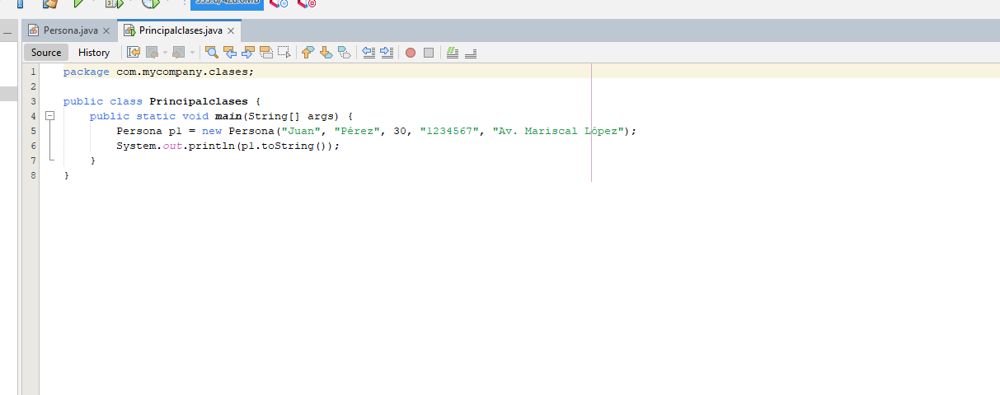 Persona.java
Principalclases.java
Source History
1 package com.mycompany.clases;
2
3 public class Principalclases {
4 public static void main(String[] args) {
5 Persona p1 = new Persona("Juan", "Pérez", 30, "1234567", "Av. Mariscal López");
6 System.out.println(p1.toString());
7 }
8 }